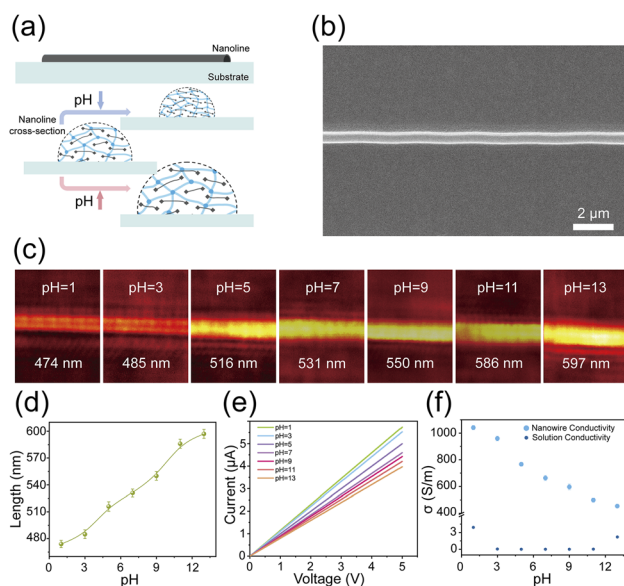 (a)
Nanoline
Substrate
pH
Nanoline
cross-section
pH
(b)
2 μm
(c)
pH=1 pH=3 pH=5 pH=7 pH=9 pH=11 pH=13
474 nm 485 nm 516 nm 531 nm 550 nm 586 nm 597 nm
(d)
Length (nm)
600
570
540
510
480
0 3 6 9 12
pH
(e)
Current (μA)
6
5
4
3
2
1
0
pH=1
pH=3
pH=5
pH=7
pH=9
pH=11
pH=13
0 1 2 3 4 5 6
Voltage (V)
(f)
σ (S/m)
1000
800
600
400
3
0
Nanowire Conductivity
Solution Conductivity
0 3 6 9 12
pH